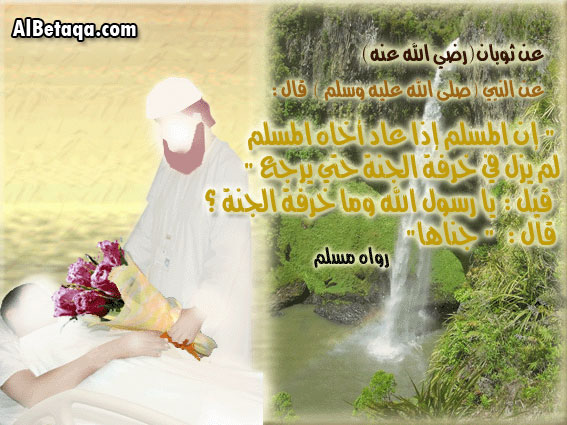 AlBetaqa.com
عن ثوبان (رضي الله عنه)
عن النبي (صلى الله عليه وسلم) قال :
" إن المسلم إذا عاد أخاه المسلم
لم يزل في خرفة الجنة حتى يرجع "
قيل : يا رسول الله وما خرفة الجنة ؟
قال : " جناها "
رواه مسلم